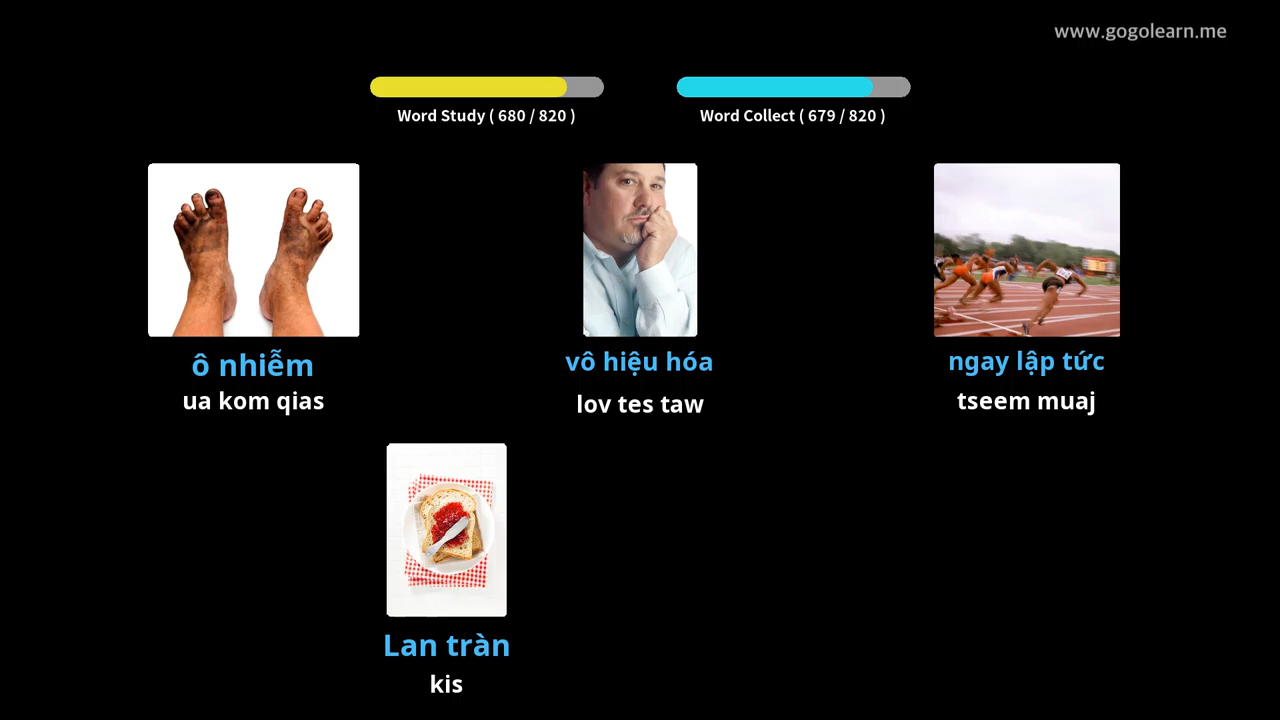 www.gogolearn.me
Word Study ( 680 / 820 )
Word Collect ( 679 / 820 )
ô nhiễm
ua kom qias
vô hiệu hóa
lov tes taw
ngay lập tức
tseem muaj
Lan tràn
kis